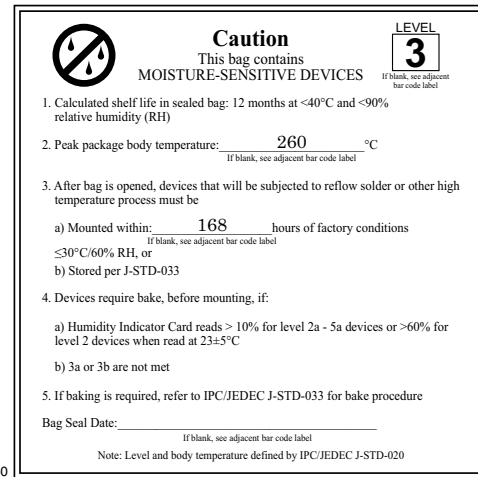 LEVEL
Caution
3
This bag contains
MOISTURE-SENSITIVE DEVICES
If blank, see adjacent
bar code label
1. Calculated shelf life in sealed bag: 12 months at <40°C and <90%
relative humidity (RH)
2. Peak package body temperature: 260 °C
If blank, see adjacent bar code label
3. After bag is opened, devices that will be subjected to reflow solder or other high
temperature process must be
a) Mounted within: 168 hours of factory conditions
If blank, see adjacent bar code label
≤30°C/60% RH, or
b) Stored per J-STD-033
4. Devices require bake, before mounting, if:
a) Humidity Indicator Card reads > 10% for level 2a - 5a devices or >60% for
level 2 devices when read at 23±5°C
b) 3a or 3b are not met
5. If baking is required, refer to IPC/JEDEC J-STD-033 for bake procedure
Bag Seal Date:
If blank, see adjacent bar code label
Note: Level and body temperature defined by IPC/JEDEC J-STD-020
0